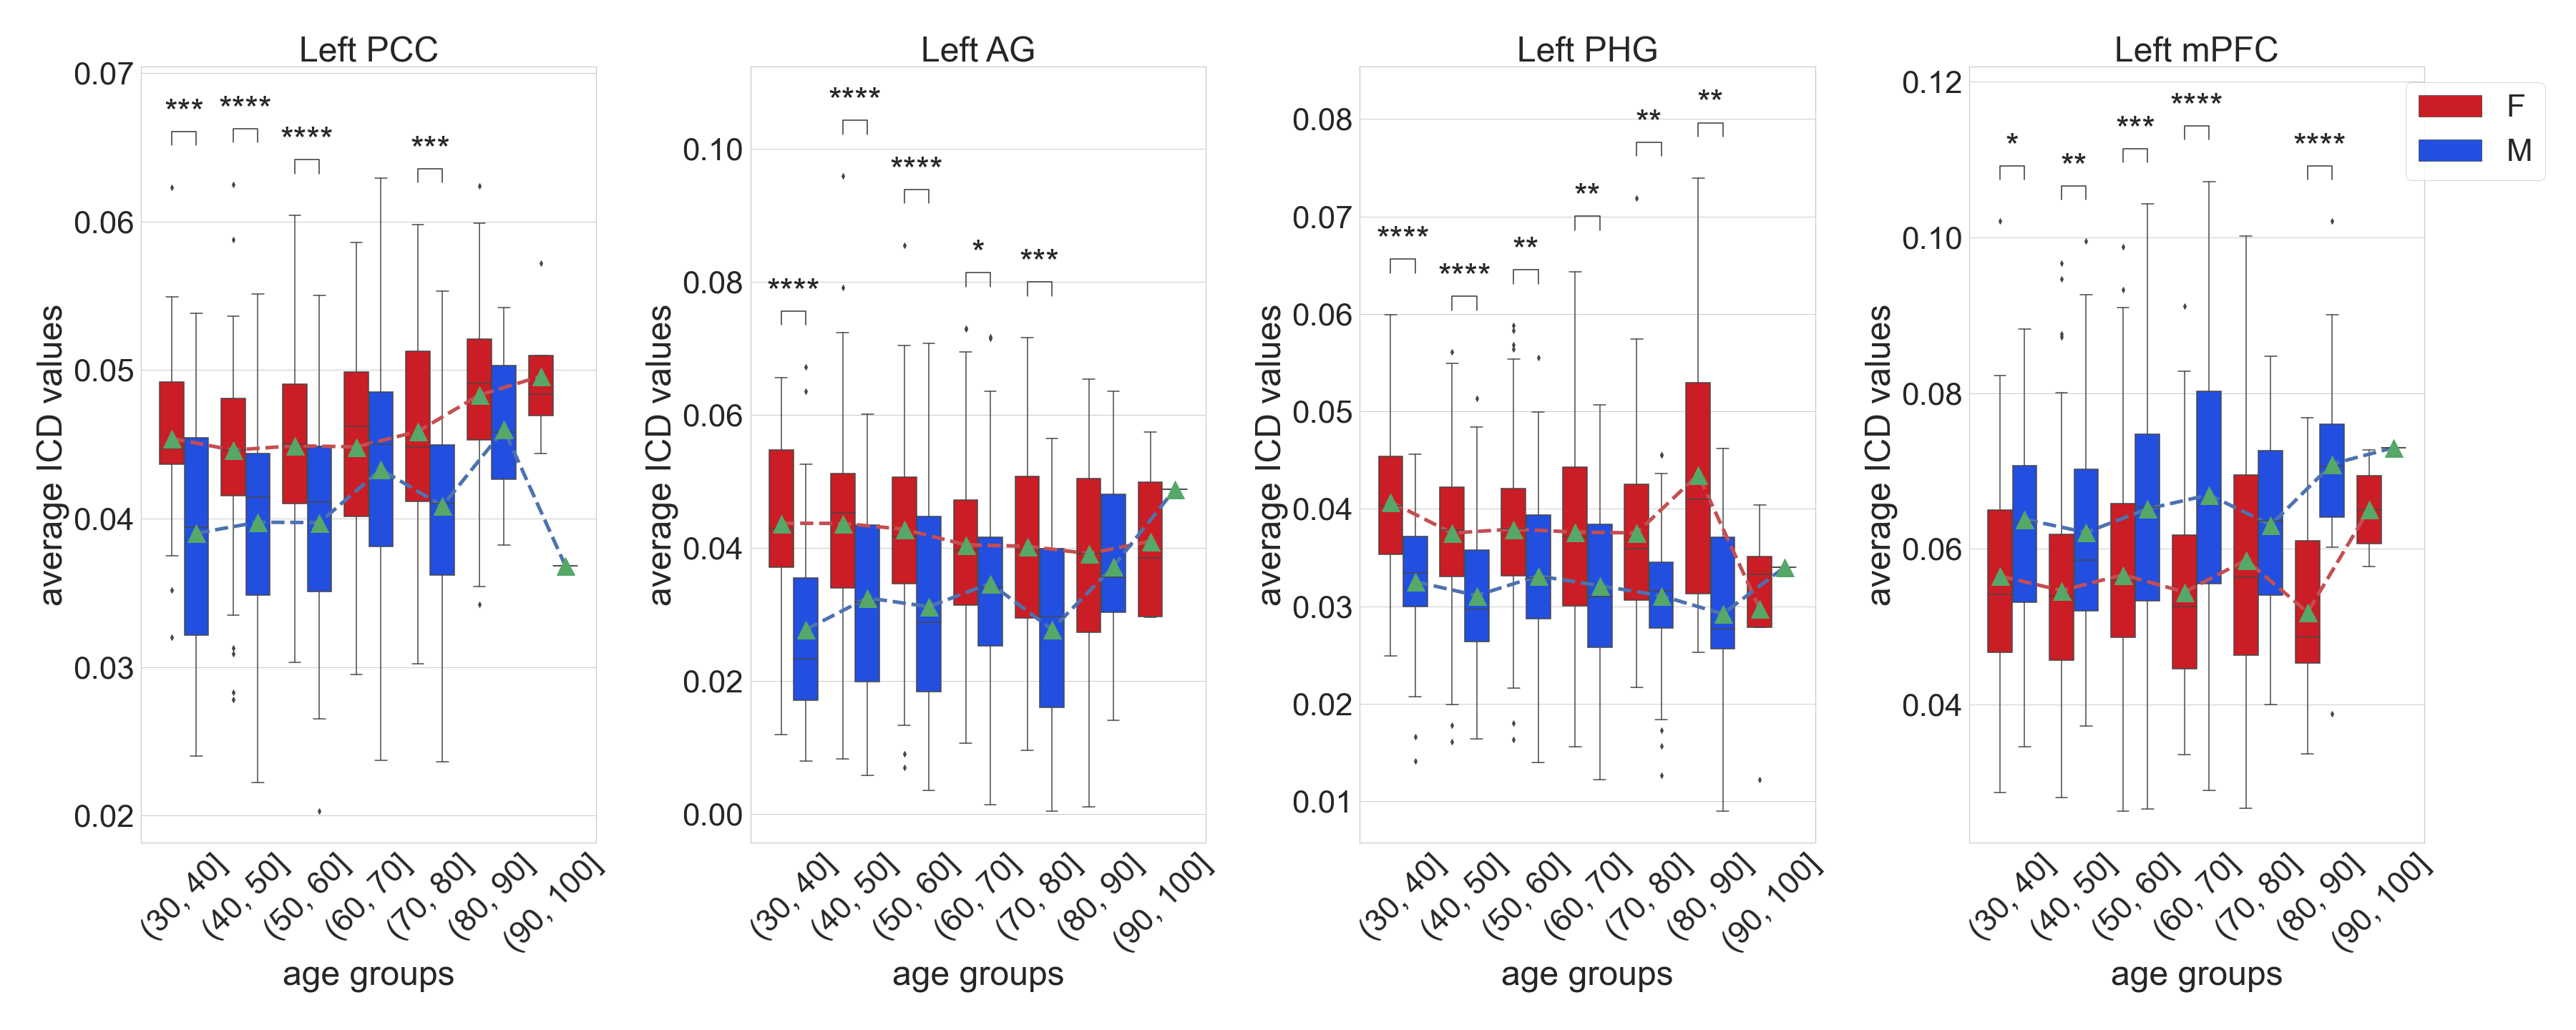 Left PCC
0.07
0.06
0.05
0.04
0.03
0.02
average ICD values
*** **** **** ***
(30, 40] (40, 50] (50, 60] (60, 70] (70, 80] (80, 90] (90, 100]
age groups
Left AG
0.10
0.08
0.06
0.04
0.02
0.00
average ICD values
**** **** **** * ***
(30, 40] (40, 50] (50, 60] (60, 70] (70, 80] (80, 90] (90, 100]
age groups
Left PHG
0.08
0.07
0.06
0.05
0.04
0.03
0.02
0.01
average ICD values
**** **** ** ** ** **
(30, 40] (40, 50] (50, 60] (60, 70] (70, 80] (80, 90] (90, 100]
age groups
Left mPFC
0.12
0.10
0.08
0.06
0.04
average ICD values
* ** *** **** ****
(30, 40] (40, 50] (50, 60] (60, 70] (70, 80] (80, 90] (90, 100]
age groups
F
M